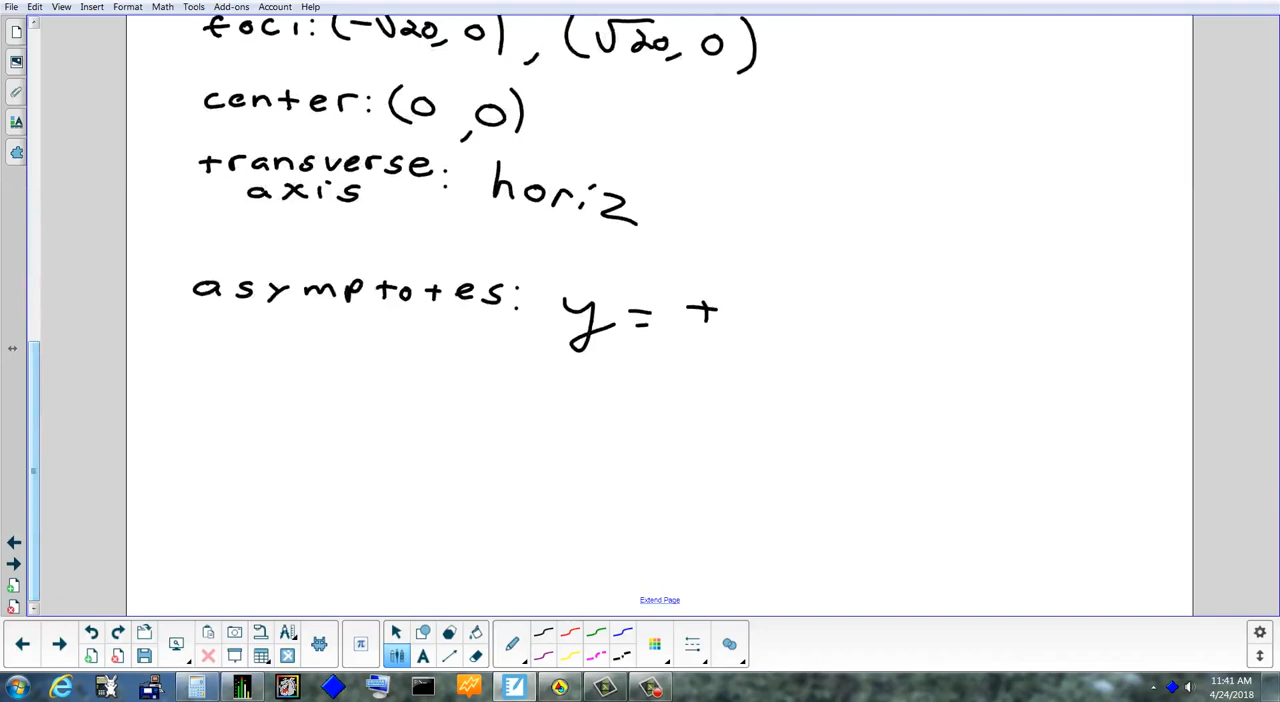 File Edit View Insert Format Math Tools Add-ons Account Help
foci: (-√20, 0), (√20, 0)
center: (0, 0)
transverse: horiz
axis
asymptotes: y = +
Extend Page
π
A
11:41 AM
4/24/2018